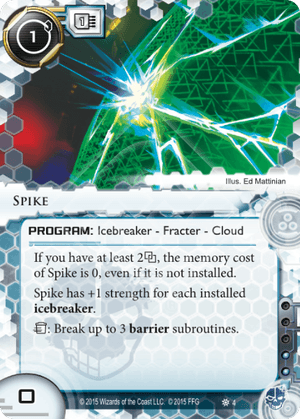 1
1
Illus. Ed Mattinian
Spike
PROGRAM: Icebreaker - Fracter - Cloud
If you have at least 2, the memory cost
of Spike is 0, even if it is not installed.
Spike has +1 strength for each installed
icebreaker.
: Break up to 3 barrier subroutines.
0
© 2015 Wizards of the Coast LLC. © 2015 FFG 4